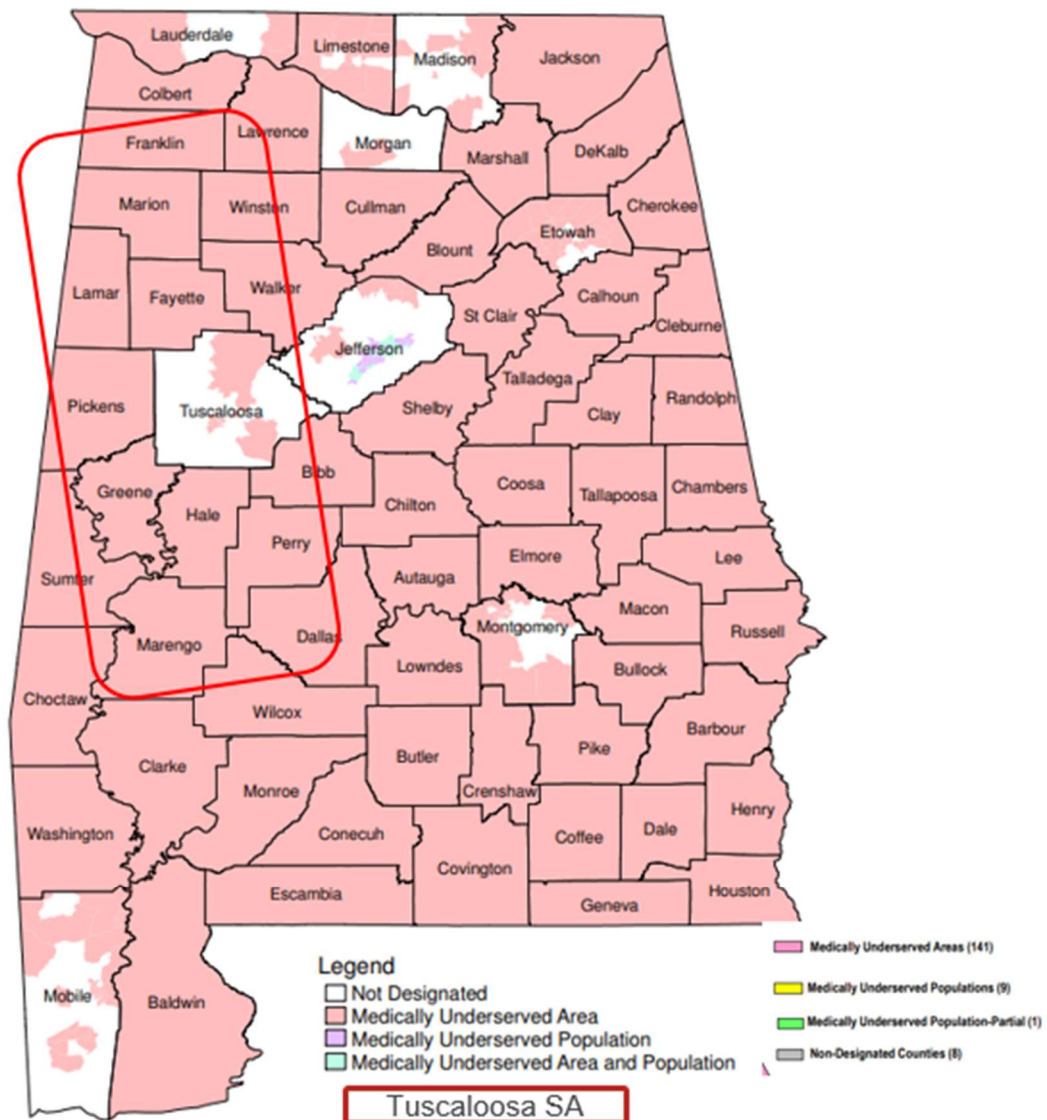 Lauderdale
Limestone
Madison
Jackson
Colbert
Franklin
Lawrence
Morgan
Marshall
DeKalb
Marion
Winston
Cullman
Cherokee
Blount
Etowah
Lamar
Fayette
Walker
St Clair
Calhoun
Cleburne
Jefferson
Talladega
Pickens
Tuscaloosa
Shelby
Clay
Randolph
Greene
Bibb
Hale
Chilton
Coosa
Tallapoosa
Chambers
Perry
Elmore
Lee
Sumter
Autauga
Macon
Marengo
Dallas
Montgomery
Russell
Lowndes
Bullock
Choctaw
Wilcox
Barbour
Clarke
Butler
Pike
Monroe
Crenshaw
Henry
Washington
Conecuh
Coffee
Dale
Covington
Escambia
Geneva
Houston
Mobile
Baldwin
Legend
Not Designated
Medically Underserved Area
Medically Underserved Population
Medically Underserved Area and Population
Medically Underserved Areas (141)
Medically Underserved Populations (9)
Medically Underserved Population-Partial (1)
Non-Designated Counties (8)
Tuscaloosa SA